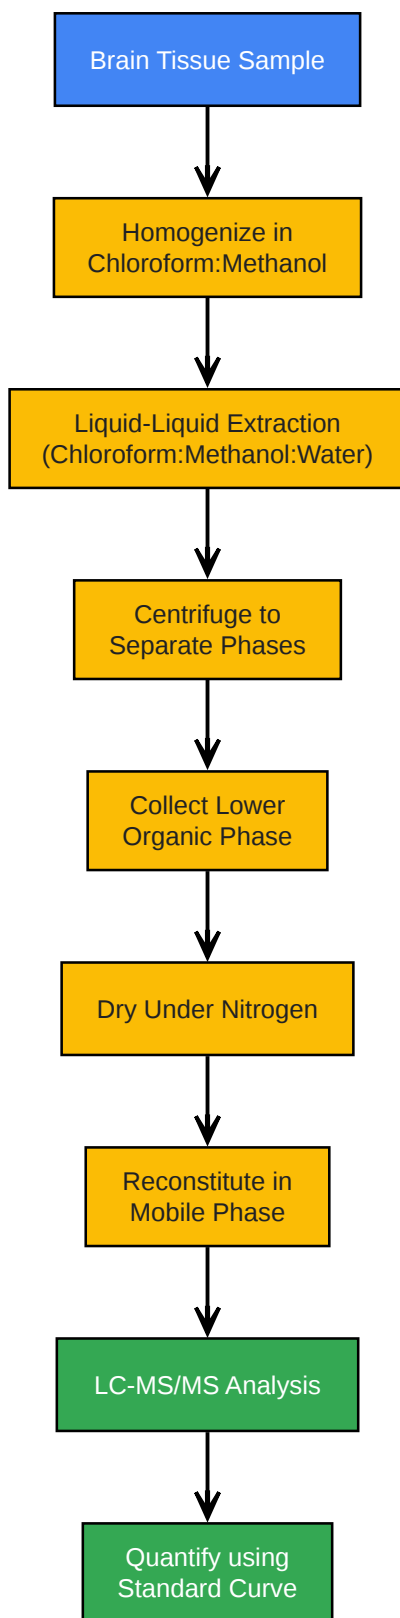 Brain Tissue Sample
Homogenize in
Chloroform:Methanol
Liquid-Liquid Extraction
(Chloroform:Methanol:Water)
Centrifuge to
Separate Phases
Collect Lower
Organic Phase
Dry Under Nitrogen
Reconstitute in
Mobile Phase
LC-MS/MS Analysis
Quantify using
Standard Curve